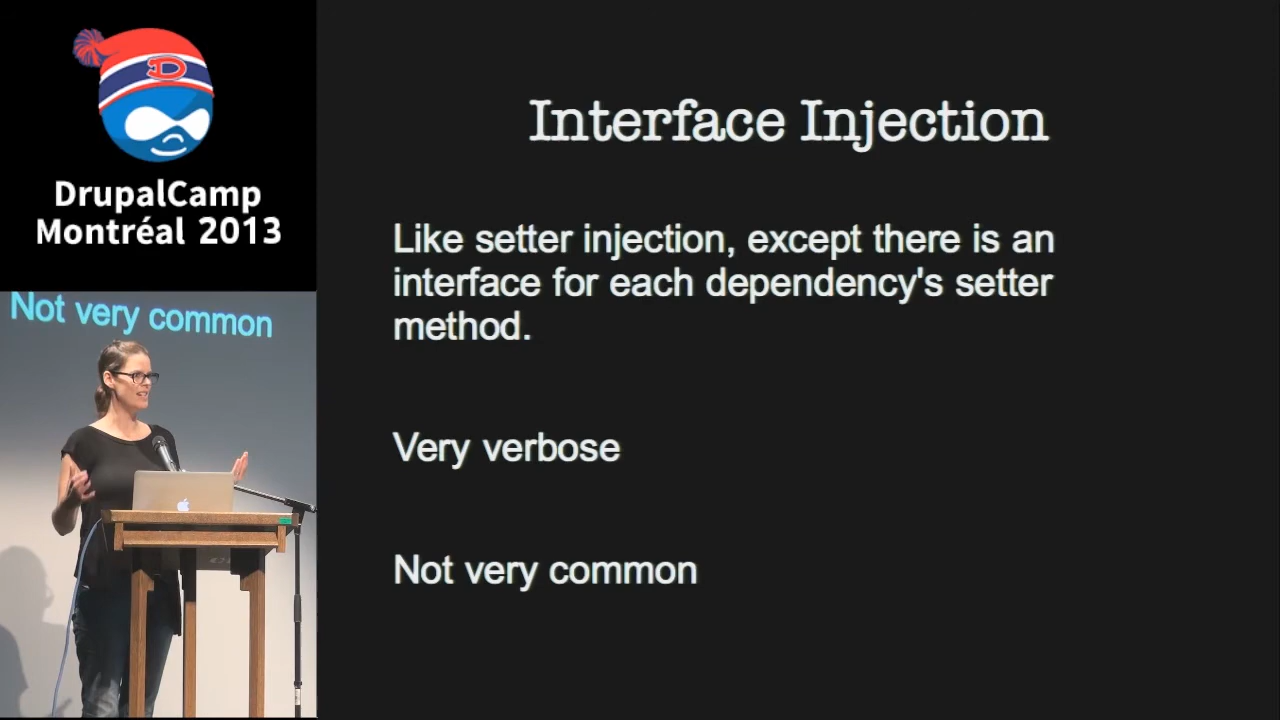 D
DrupalCamp
Montréal 2013
Not very common
Interface Injection
Like setter injection, except there is an
interface for each dependency's setter
method.
Very verbose
Not very common